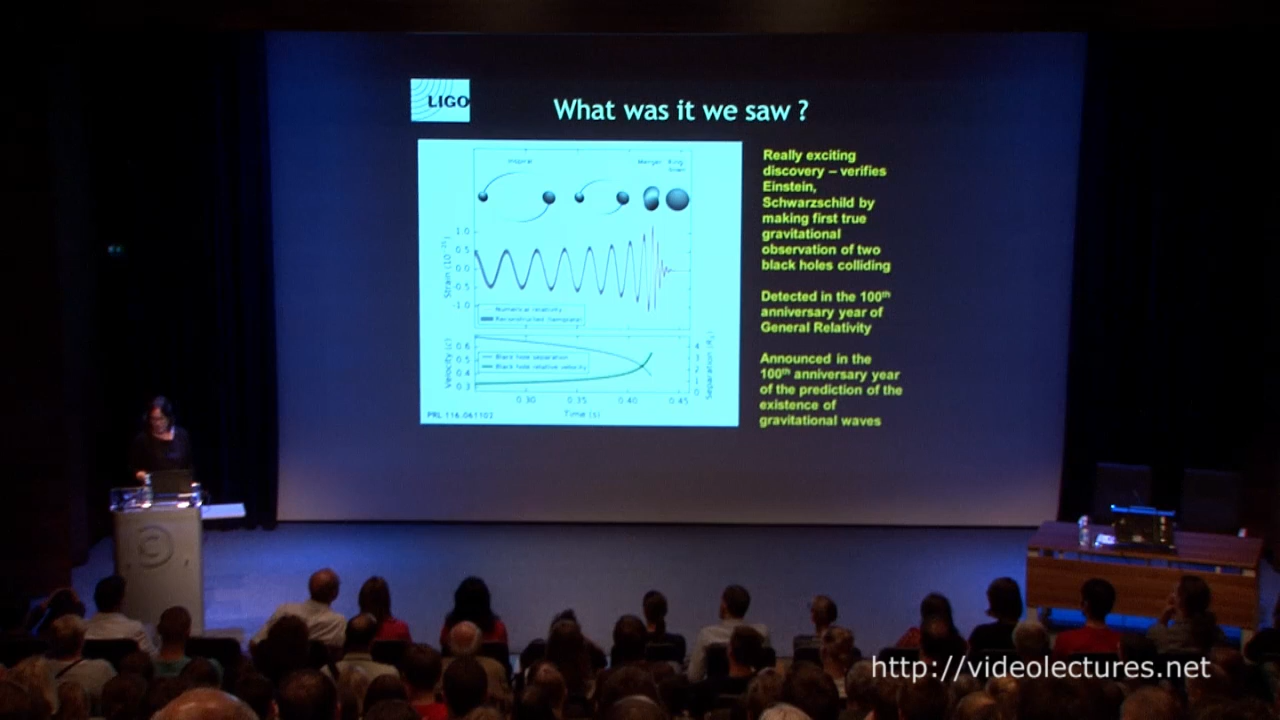 LIGO
What was it we saw ?
Inspiral
Merger
Ring-
down
Strain (10⁻²¹)
1.0
0.5
0.0
-0.5
-1.0
Numerical relativity
Reconstructed (template)
Velocity (c)
0.6
0.5
0.4
0.3
Black hole separation
Black hole relative velocity
4
3
2
1
0
Separation (R
0.30
0.35
0.40
0.45
Time (s)
PRL 116,061102
Really exciting
discovery – verifies
Einstein,
Schwarzschild by
making first true
gravitational
observation of two
black holes colliding
Detected in the 100th
anniversary year of
General Relativity
Announced in the
100th anniversary year
of the prediction of the
existence of
gravitational waves
http://videolectures.net